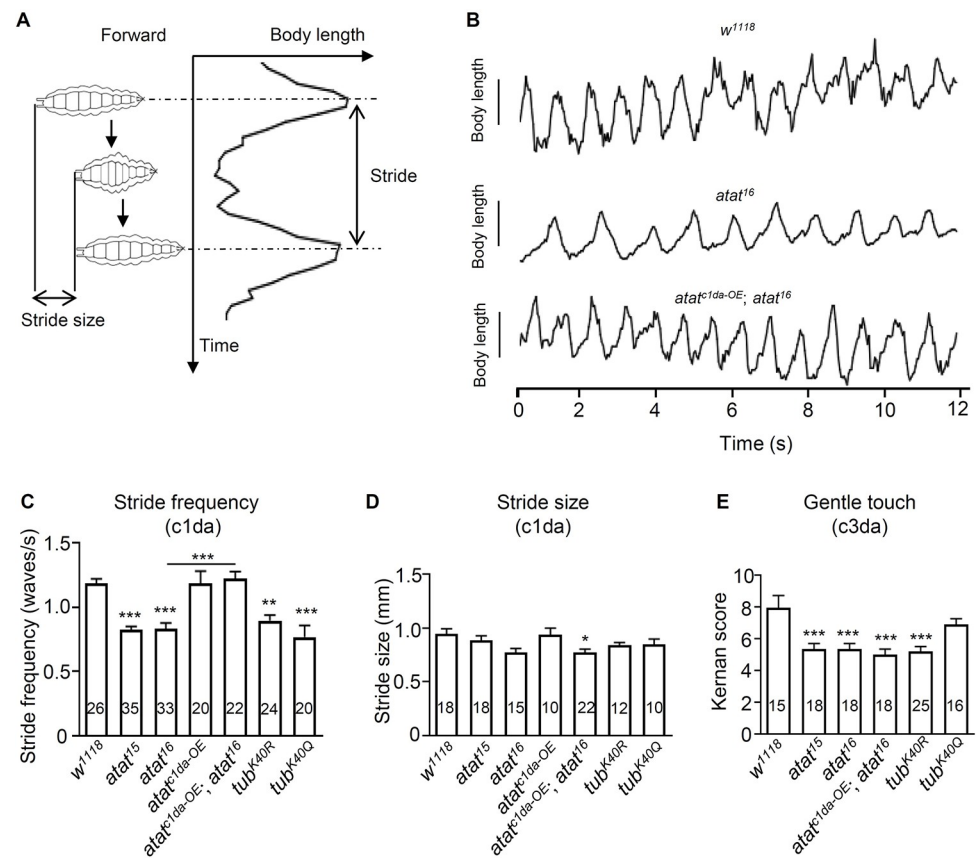 A
Forward
Body length
Stride
Stride size
Time
B
w1118
Body length
atat16
Body length
atatc1da-OE; atat16
Body length
0 2 4 6 8 10 12
Time (s)
C
Stride frequency
(c1da)
Stride frequency (waves/s)
1.5
1.0
0.5
0
***
***
***
**
***
26 35 33 20 22 24 20
w1118
atat15
atat16
atatc1da-OE
atatc1da-OE; atat16
tubK40R
tubK40Q
D
Stride size
(c1da)
Stride size (mm)
1.5
1.0
0.5
0
*
18 18 15 10 22 12 10
w1118
atat15
atat16
atatc1da-OE
atatc1da-OE; atat16
tubK40R
tubK40Q
E
Gentle touch
(c3da)
Kernan score
10
8
6
4
2
0
*** *** *** ***
15 18 18 18 25 16
w1118
atat15
atat16
atatc1da-OE; atat16
tubK40R
tubK40Q